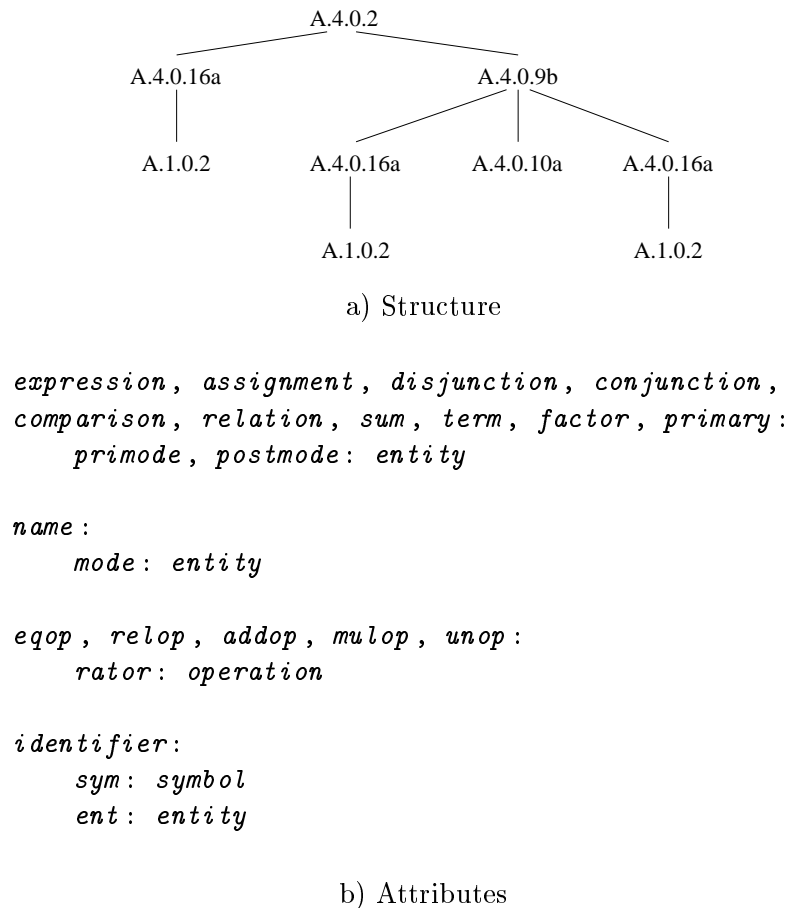 A.4.0.2
A.4.0.16a A.4.0.9b
A.1.0.2 A.4.0.16a A.4.0.10a A.4.0.16a
A.1.0.2 A.1.0.2
a) Structure
expression, assignment, disjunction, conjunction,
comparison, relation, sum, term, factor, primary:
primode, postmode: entity
name:
mode: entity
eqop, relop, addop, mulop, unop:
rator: operation
identifier:
sym: symbol
ent: entity
b) Attributes